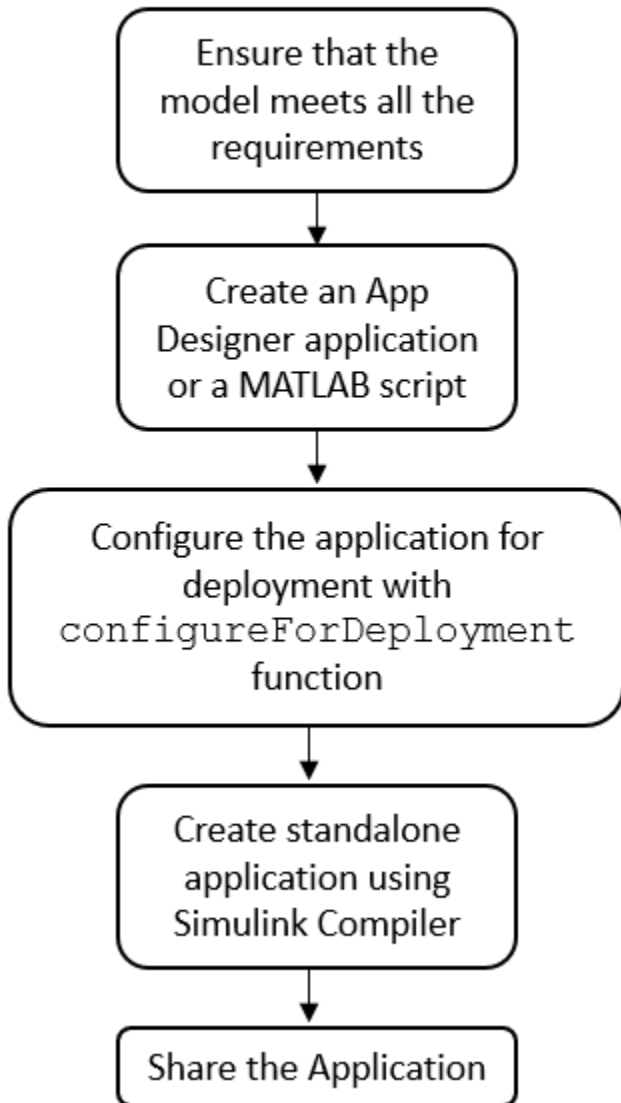 Ensure that the
model meets all the
requirements
Create an App
Designer application
or a MATLAB script
Configure the application for
deployment with
configureForDeployment
function
Create standalone
application using
Simulink Compiler
Share the Application